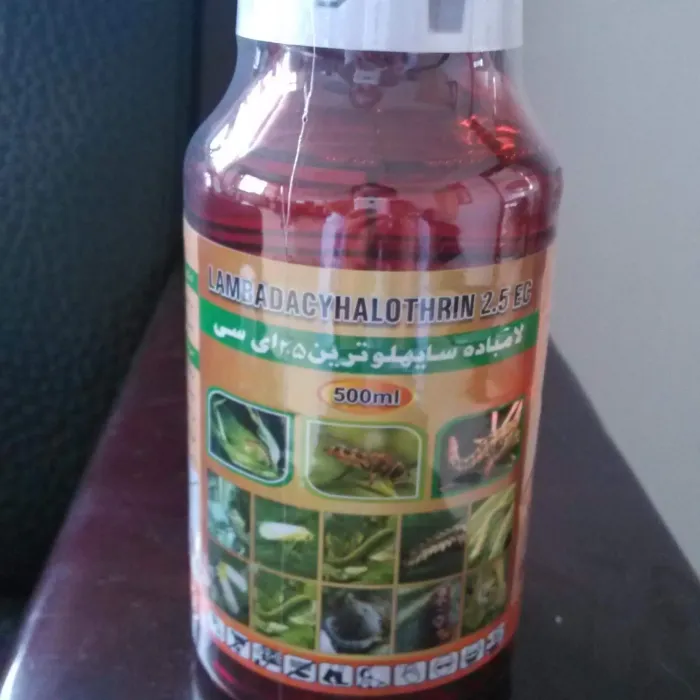 LAMBADACYHALOTHRIN 2.5 EC
لامباده سایهلوترین ۲.۵ ای سی
500ml